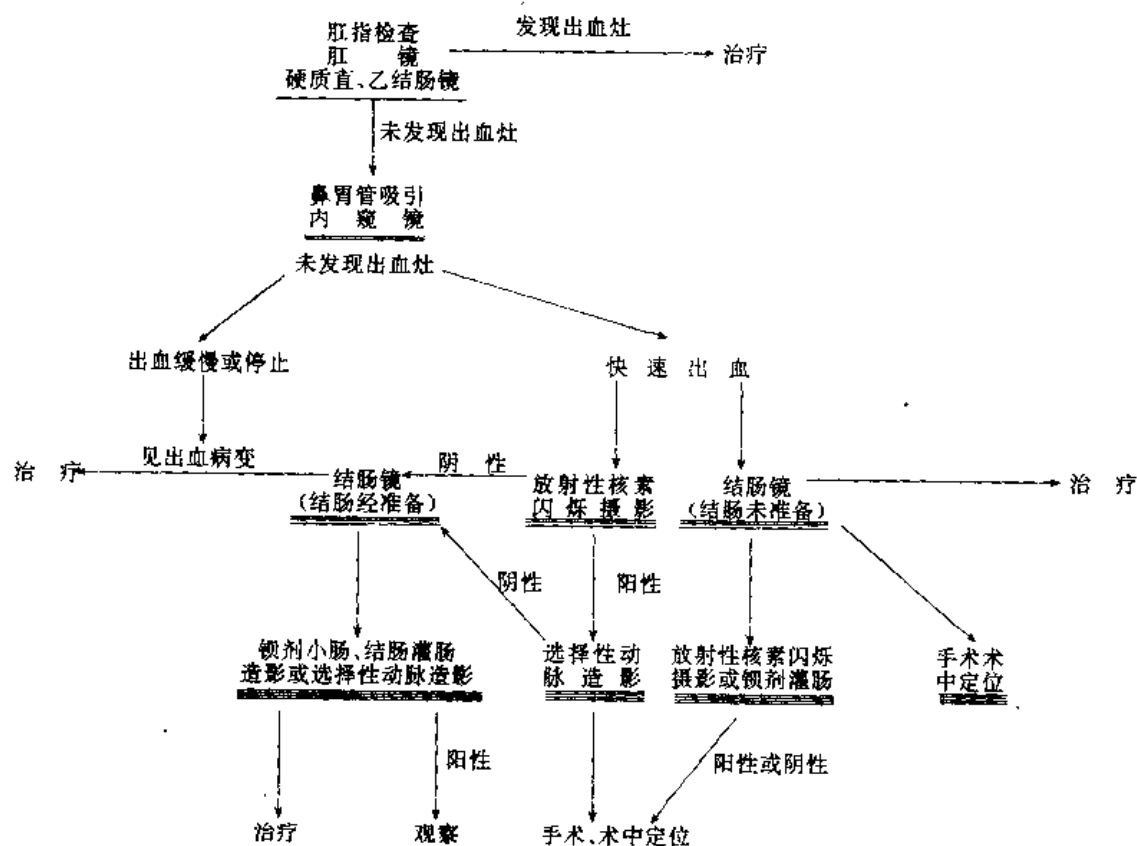 肛指检查
肛 镜
硬质直、乙结肠镜
发现出血灶
治疗
未发现出血灶
鼻胃管吸引
内 窥 镜
未发现出血灶
出血缓慢或停止
快 速 出 血
治 疗
见出血病变
结肠镜
(结肠经准备)
阴 性
放射性核素
闪 烁 摄 影
结肠镜
(结肠未准备)
治 疗
阴性
阳性
钡剂小肠、结肠灌肠
造影或选择性动脉造影
选择性动
脉 造 影
放射性核素闪烁
摄影或钡剂灌肠
手术术
中定位
阳性
阳性或阴性
治疗
观察
手术、术中定位